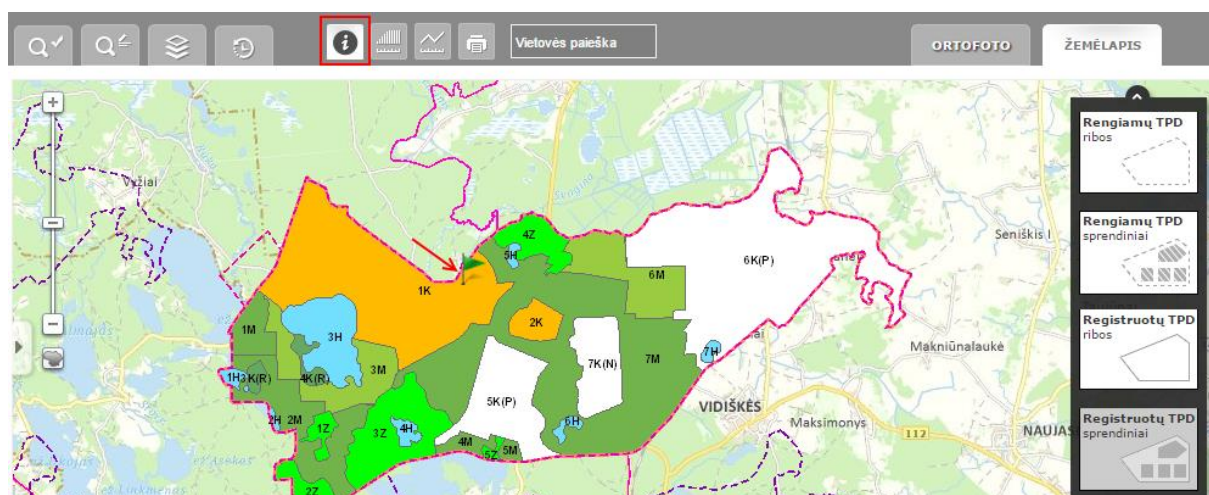 Vietovės paieška
ORTOFOTO
ŽEMĖLAPIS
Rengiamų TPD
ribos
Rengiamų TPD
sprendiniai
Registruotų TPD
ribos
Registruotų TPD
sprendiniai
Seniškis I
4Z
5H
6K(P)
6M
1K
2K
1M
3H
Makniūnalaukė
7H
7M
7K(N)
3M
4K(R)
1H
3K(R)
5K(P)
VIDIŠKĖS
Maksimonys
112
2H
2M
1Z
3Z
4H
6H
4M
5Z
5M
2Z